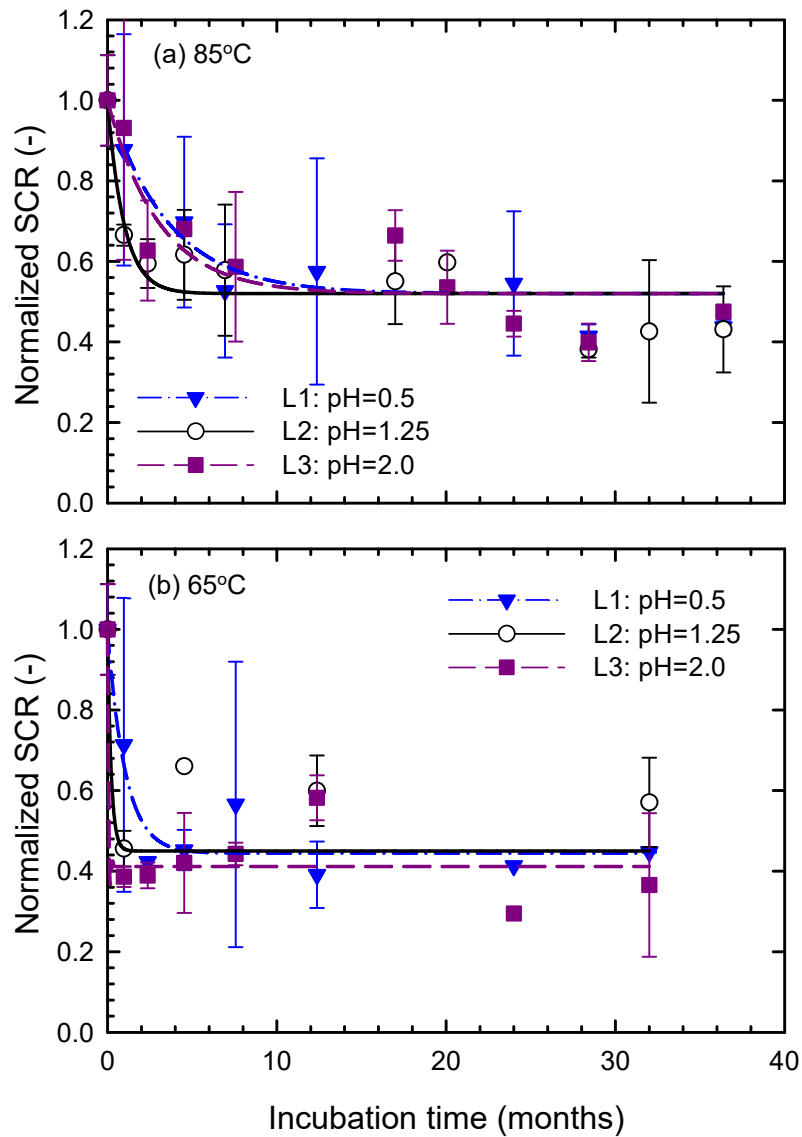 1.2
(a) 85°C
1.0
0.8
0.6
0.4
0.2
0.0
Normalized SCR (-)
L1: pH=0.5
L2: pH=1.25
L3: pH=2.0
1.2
(b) 65°C
1.0
0.8
0.6
0.4
0.2
0.0
Normalized SCR (-)
L1: pH=0.5
L2: pH=1.25
L3: pH=2.0
0 10 20 30 40
Incubation time (months)